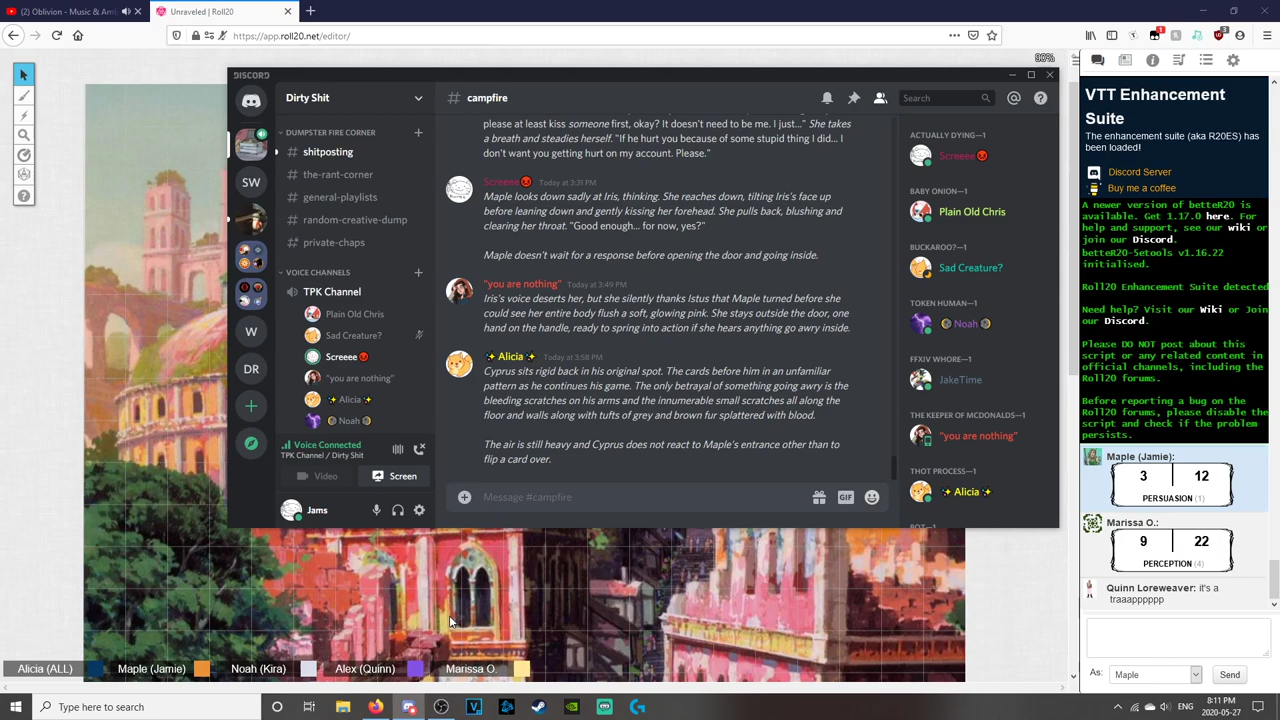 (2) Oblivion - Music & Am
Unraveled | Roll20
https://app.roll20.net/editor/
DISCORD
Dirty Shit
campfire
Search
DUMPSTER FIRE CORNER
shitposting
the-rant-corner
general-playlists
random-creative-dump
private-chaps
VOICE CHANNELS
TPK Channel
Plain Old Chris
Sad Creature?
Screeee
"you are nothing"
Alicia
Noah
Voice Connected
TPK Channel / Dirty Shit
Video
Screen
Jams
SW
W
DR
please at least kiss someone first, okay? It doesn't need to be me. I just..." She takes
a breath and steadies herself. "If he hurt you because of some stupid thing I did... I
don't want you getting hurt on my account. Please."
Screeee Today at 3:31 PM
Maple looks down sadly at Iris, thinking. She reaches down, tilting Iris's face up
before leaning down and gently kissing her forehead. She pulls back, blushing and
clearing her throat. "Good enough... for now, yes?"
Maple doesn't wait for a response before opening the door and going inside.
"you are nothing" Today at 3:49 PM
Iris's voice deserts her, but she silently thanks Istus that Maple turned before she
could see her entire body flush a soft, glowing pink. She stays outside the door, one
hand on the handle, ready to spring into action if she hears anything go awry inside.
Alicia Today at 3:58 PM
Cyprus sits rigid back in his original spot. The cards before him in an unfamiliar
pattern as he continues his game. The only betrayal of something going awry is the
bleeding scratches on his arms and the innumerable small scratches all along the
floor and walls along with tufts of grey and brown fur splattered with blood.
The air is still heavy and Cyprus does not react to Maple's entrance other than to
flip a card over.
Message #campfire
GIF
ACTUALLY DYING—1
Screeee
BABY ONION—1
Plain Old Chris
BUCKAROO?—1
Sad Creature?
TOKEN HUMAN—1
Noah
FFXIV WHORE—1
JakeTime
THE KEEPER OF MCDONALDS—1
"you are nothing"
THOT PROCESS—1
Alicia
VTT Enhancement
Suite
The enhancement suite (aka R20ES) has
been loaded!
Discord Server
Buy me a coffee
A newer version of betteR20 is
available. Get 1.17.0 here. For
help and support, see our wiki or
join our Discord.
betteR20-5etools v1.16.22
initialised.
Roll20 Enhancement Suite detected
Need help? Visit our Wiki or Join
our Discord.
Please DO NOT post about this
script or any related content in
official channels, including the
Roll20 forums.
Before reporting a bug on the
Roll20 forums, please disable the
script and check if the problem
persists.
Maple (Jamie):
3 12
PERSUASION (1)
Marissa O.:
9 22
PERCEPTION (4)
Quinn Loreweaver: it's a
traaapppppp
As: Maple Send
Alicia (ALL)
Maple (Jamie)
Noah (Kira)
Alex (Quinn)
Marissa O.
Type here to search
ENG
8:11 PM
2020-05-27